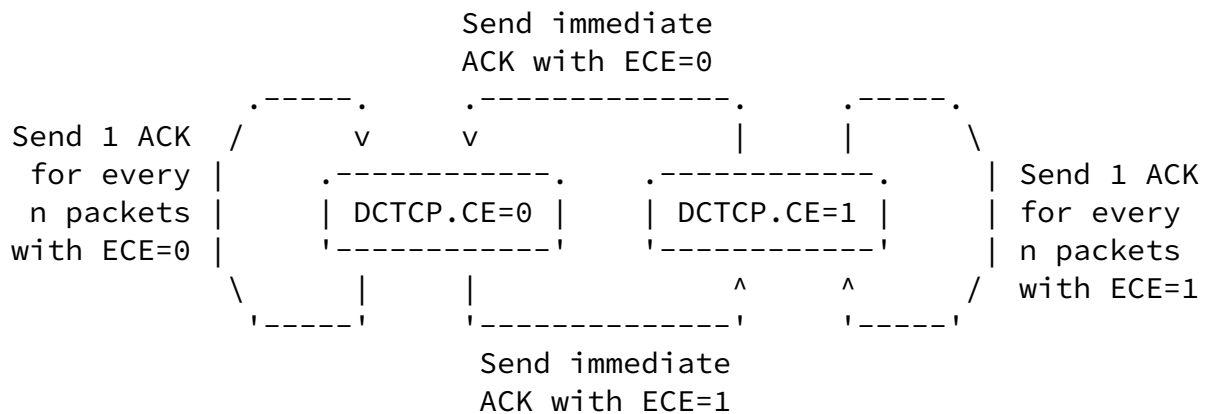 Send immediate
ACK with ECE=0
Send 1 ACK
for every
n packets
with ECE=0
DCTCP.CE=0
DCTCP.CE=1
Send 1 ACK
for every
n packets
with ECE=1
Send immediate
ACK with ECE=1